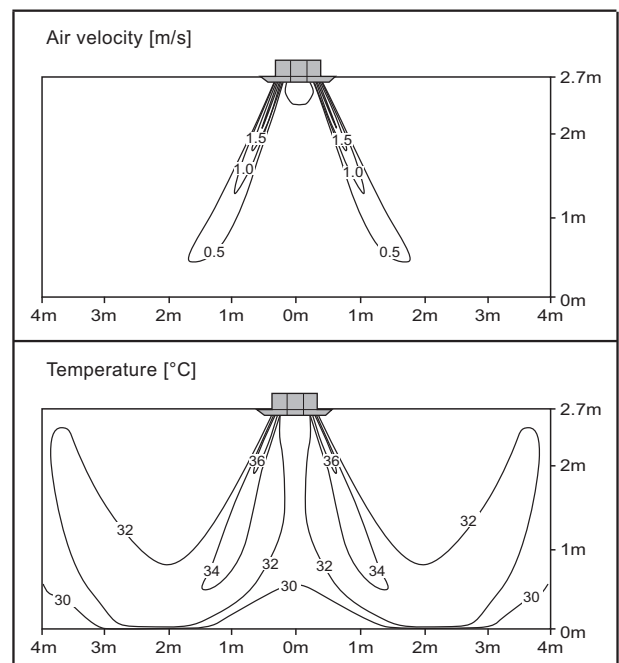 Air velocity [m/s]
2.7m
1.5 1.5
2m
1.0 1.0
1m
0.5 0.5
0m
4m 3m 2m 1m 0m 1m 2m 3m 4m
Temperature [°C]
2.7m
36 36
2m
32 32
1m
34 32 32 34
30 30 30
0m
4m 3m 2m 1m 0m 1m 2m 3m 4m